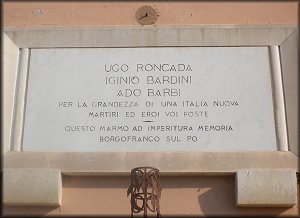 UGO RONCADA
IGINIO BARDINI
ADO BARBI
PER LA GRANDEZZA DI UNA ITALIA NUOVA
MARTIRI ED EROI VOI FOSTE
QUESTO MARMO AD IMPERITURA MEMORIA
BORGOFRANCO SUL PO